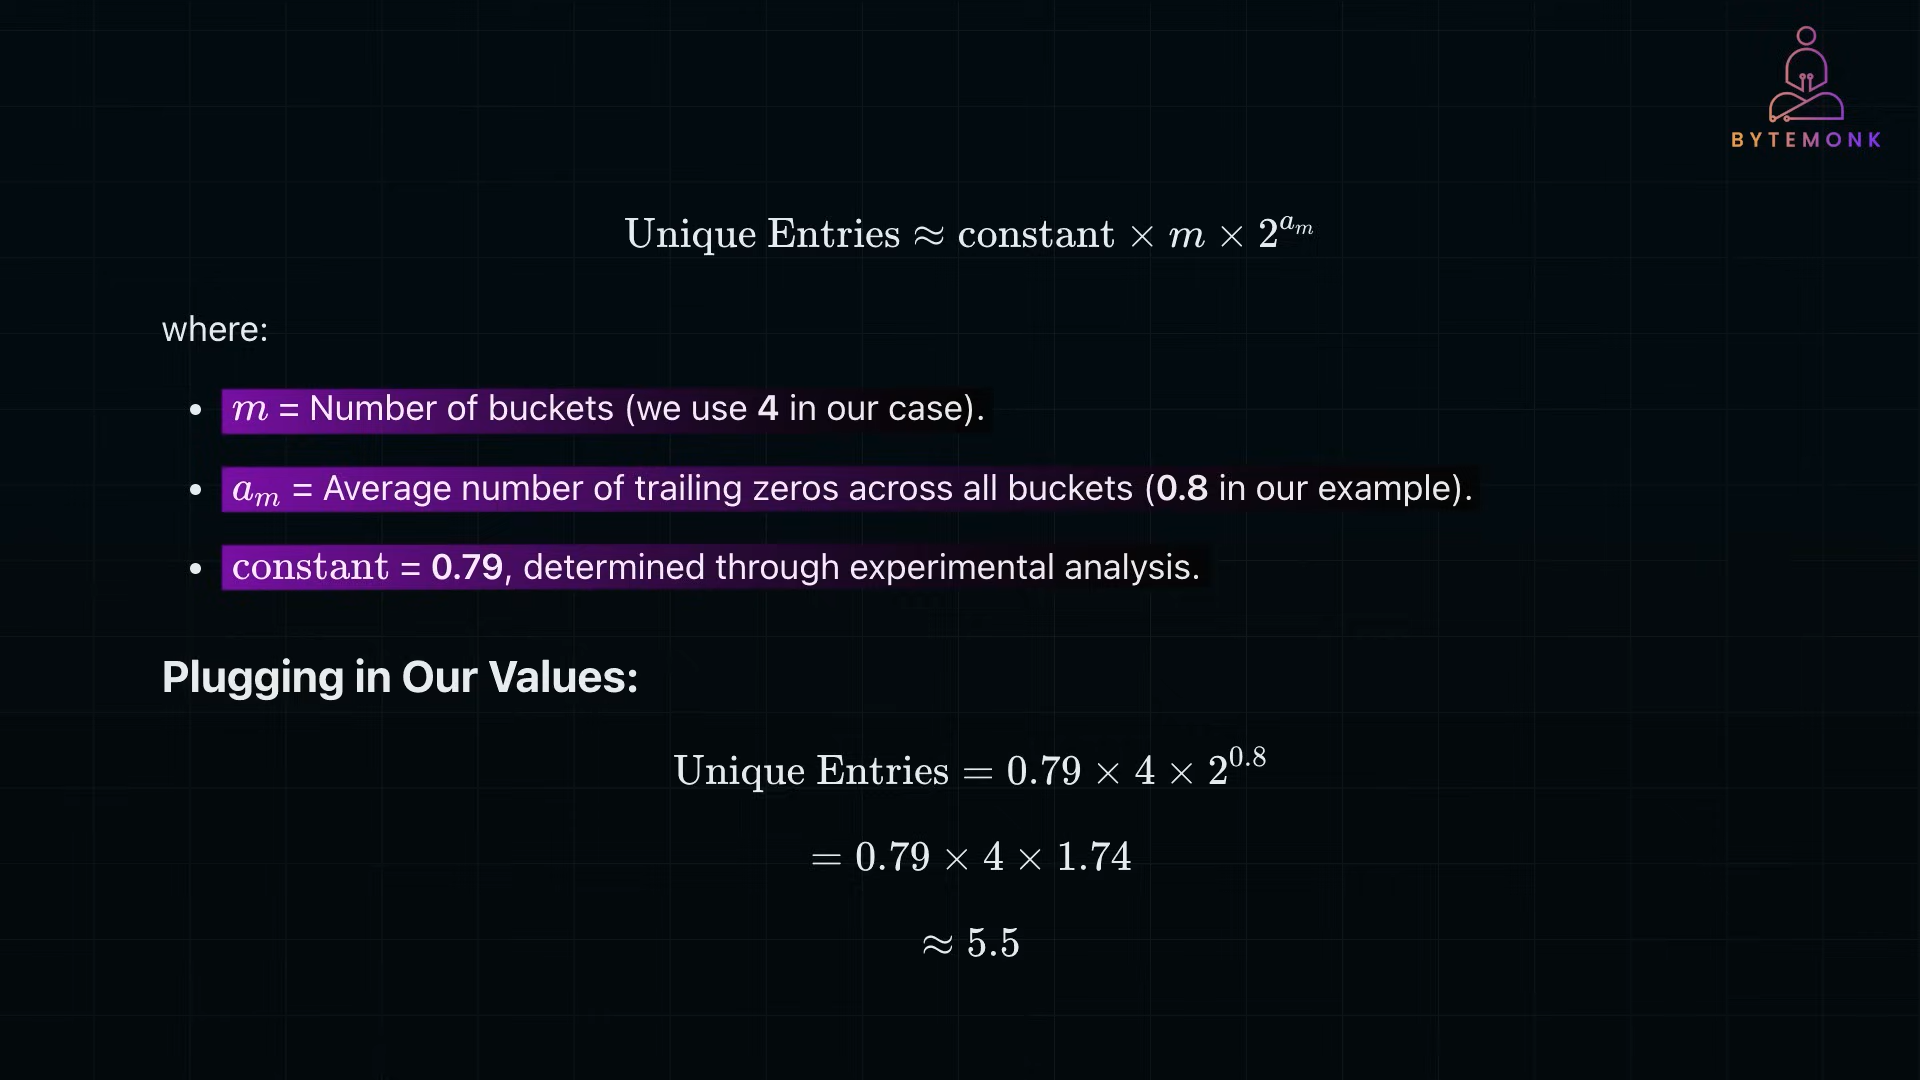 BYTEMONK
Unique Entries ≈ constant × m × 2^{a_m}
where:
• m = Number of buckets (we use 4 in our case).
• a_m = Average number of trailing zeros across all buckets (0.8 in our example).
• constant = 0.79, determined through experimental analysis.
Plugging in Our Values:
Unique Entries = 0.79 × 4 × 2^{0.8}
= 0.79 × 4 × 1.74
≈ 5.5